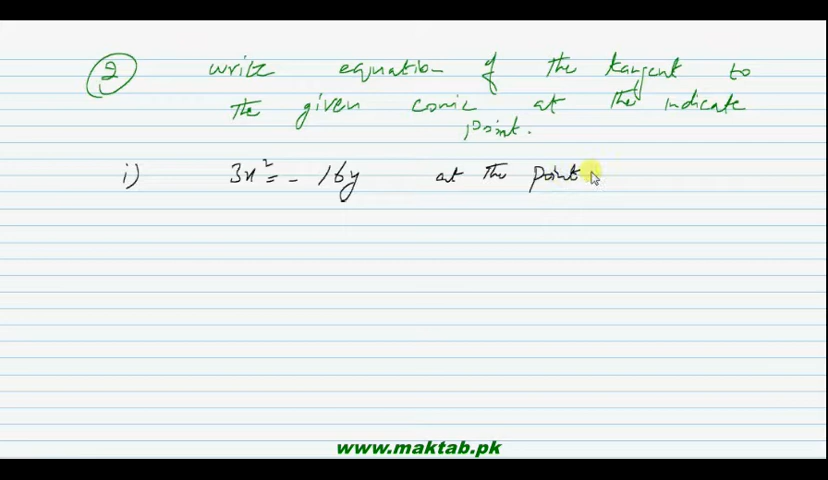 2 write equation of the tangent to
the given conic at the indicate
point.
i) 3x² = - 16y at the point
www.maktab.pk